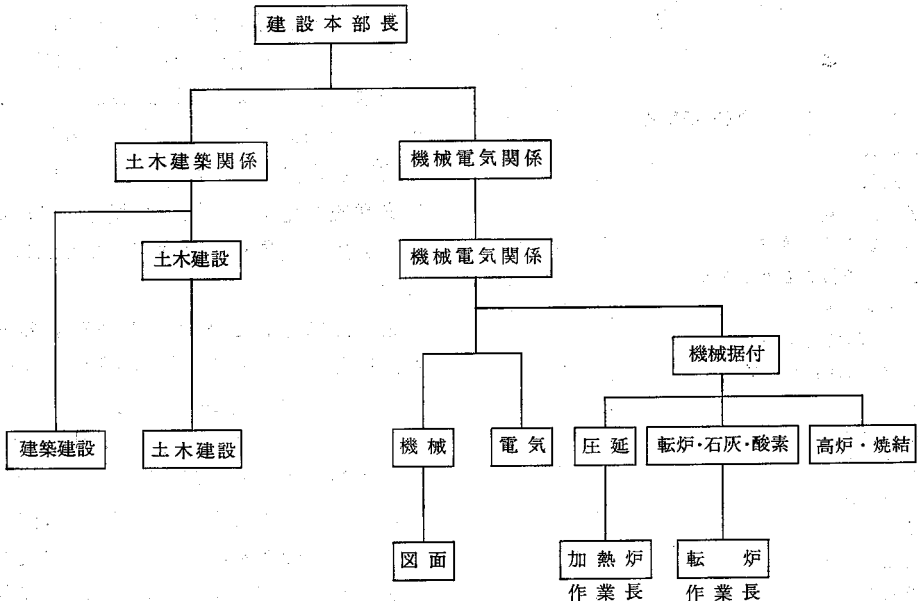 建設本部長
土木建築関係
機械電気関係
土木建設
機械電気関係
機械据付
建築建設
土木建設
機械
電気
圧延
転炉・石灰・酸素
高炉・焼結
図面
加熱炉
作業長
転炉
作業長